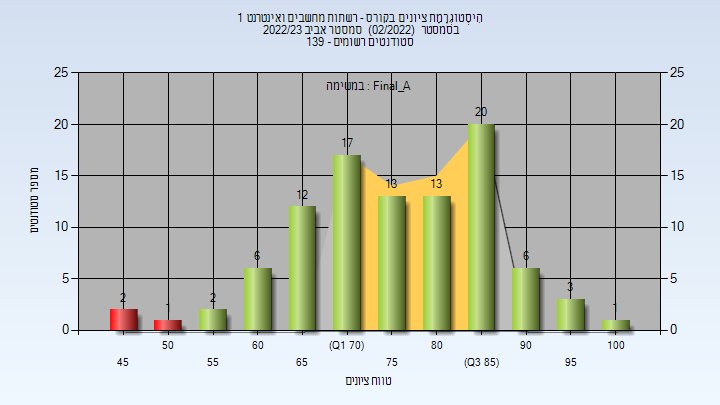 הִיסְטוֹגְרָמַת ציונים בקורס - רשתות מחשבים ואינטרנט 1
בסמסטר (02/2022) סמסטר אביב 2022/23
סטודנטים רשומים - 139
במשימה : Final_A
מספר סטודנטים
25 25
20 20
15 15
10 10
5 5
0 0
2 1 2 6 12 17 13 13 20 6 3 1
50 60 (Q1 70) 80 90 100
45 55 65 75 (Q3 85) 95
טווח ציונים